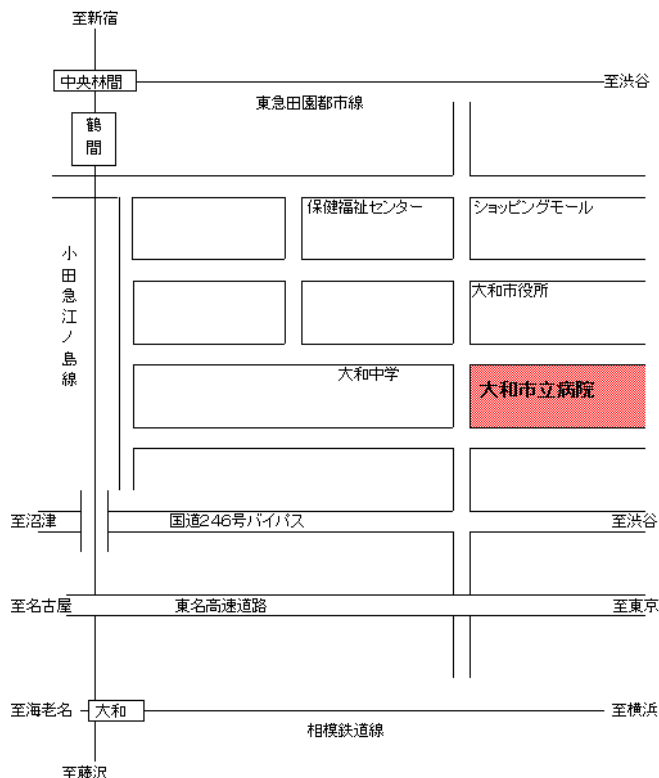 至新宿
中央林間
至渋谷
東急田園都市線
鶴間
保健福祉センター
ショッピングモール
小田急江ノ島線
大和市役所
大和中学
大和市立病院
至沼津
国道246号バイパス
至渋谷
至名古屋
東名高速道路
至東京
至海老名
大和
至横浜
相模鉄道線
至藤沢